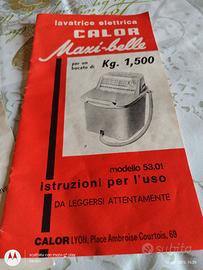 lavatrice elettrica
CALOR
Maxi-belle
per un
bucato di
Kg. 1,500
modello 53.01
istruzioni per l'uso
DA LEGGERSI ATTENTAMENTE
CALOR LYON, Place Ambroise Courtois, 69
Subito